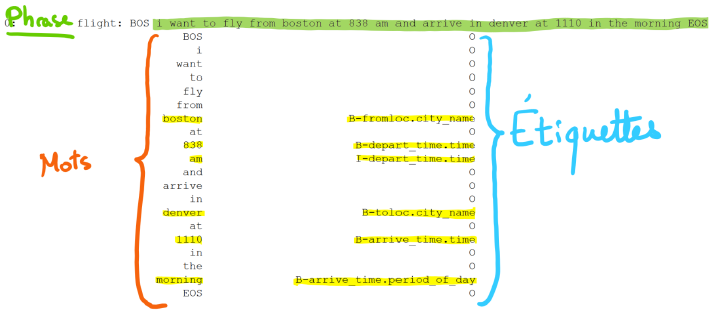 Phrase 0: flight: BOS i want to fly from boston at 838 am and arrive in denver at 1110 in the morning EOS
BOS O
i O
want O
to O
fly O
from O
boston B-fromloc.city_name
at O
838 B-depart_time.time
am I-depart_time.time
and O
arrive O
in O
denver B-toloc.city_name
at O
1110 B-arrive_time.time
in O
the O
morning B-arrive_time.period_of_day
EOS O
Mots
Étiquettes